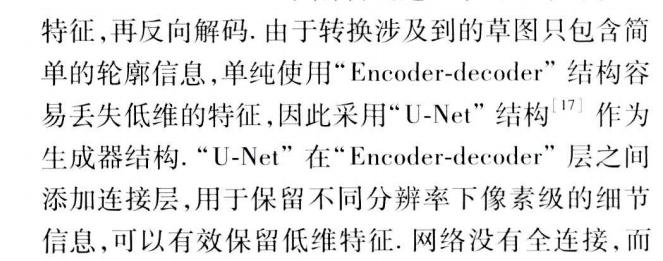 特征,再反向解码. 由于转换涉及到的草图只包含简
单的轮廓信息,单纯使用“Encoder-decoder”结构容
易丢失低维的特征,因此采用“U-Net”结构[17] 作为
生成器结构. “U-Net”在“Encoder-decoder”层之间
添加连接层,用于保留不同分辨率下像素级的细节
信息,可以有效保留低维特征. 网络没有全连接,而